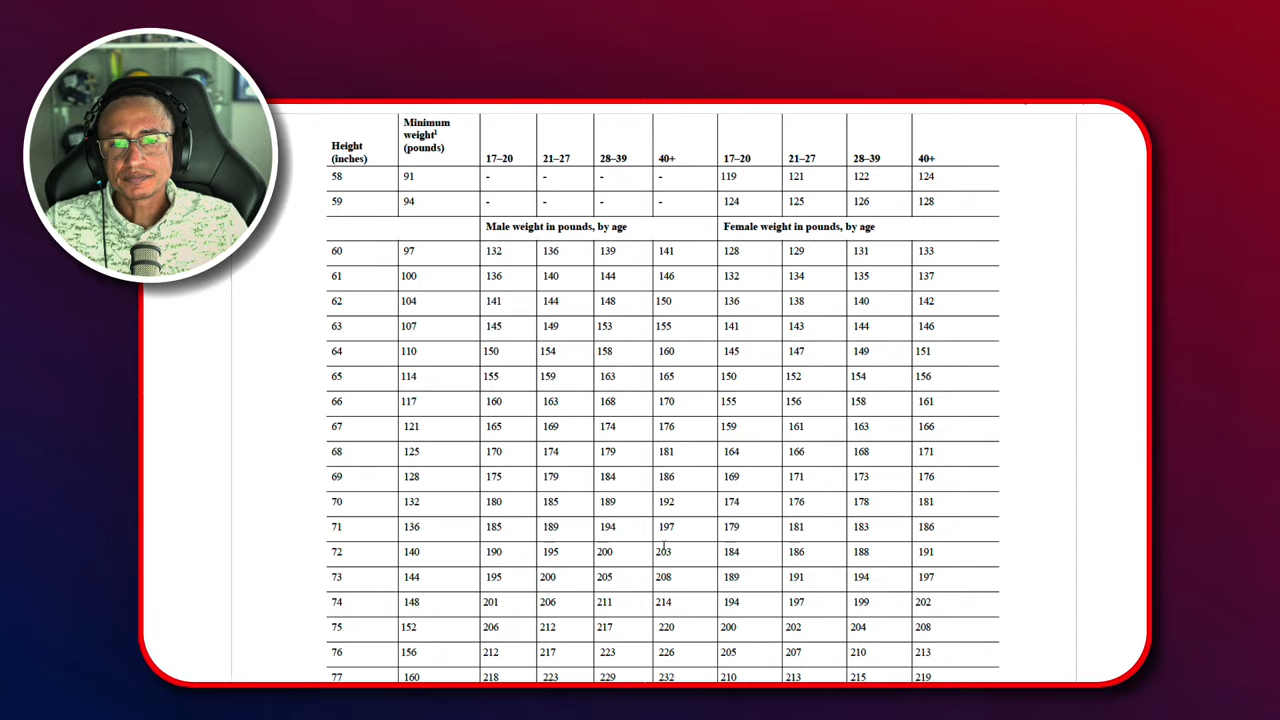 Height (inches) Minimum weight¹ (pounds) 17–20 21–27 28–39 40+ 17–20 21–27 28–39 40+
58 91 - - - - 119 121 122 124
59 94 - - - - 124 125 126 128
Male weight in pounds, by age Female weight in pounds, by age
60 97 132 136 139 141 128 129 131 133
61 100 136 140 144 146 132 134 135 137
62 104 141 144 148 150 136 138 140 142
63 107 145 149 153 155 141 143 144 146
64 110 150 154 158 160 145 147 149 151
65 114 155 159 163 165 150 152 154 156
66 117 160 163 168 170 155 156 158 161
67 121 165 169 174 176 159 161 163 166
68 125 170 174 179 181 164 166 168 171
69 128 175 179 184 186 169 171 173 176
70 132 180 185 189 192 174 176 178 181
71 136 185 189 194 197 179 181 183 186
72 140 190 195 200 203 184 186 188 191
73 144 195 200 205 208 189 191 194 197
74 148 201 206 211 214 194 197 199 202
75 152 206 212 217 220 200 202 204 208
76 156 212 217 223 226 205 207 210 213
77 160 218 223 229 232 210 213 215 219